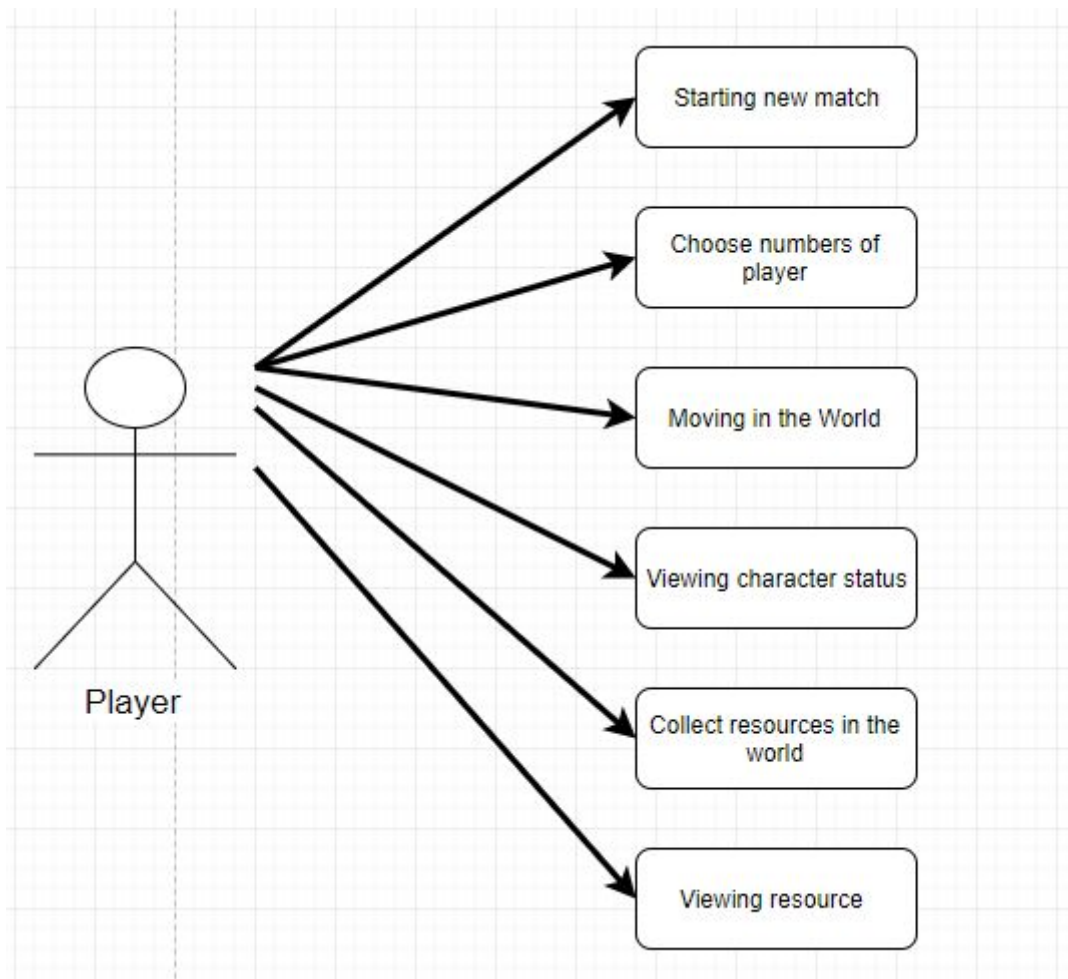 Starting new match
Choose numbers of
player
Moving in the World
Viewing character status
Collect resources in the
world
Viewing resource
Player